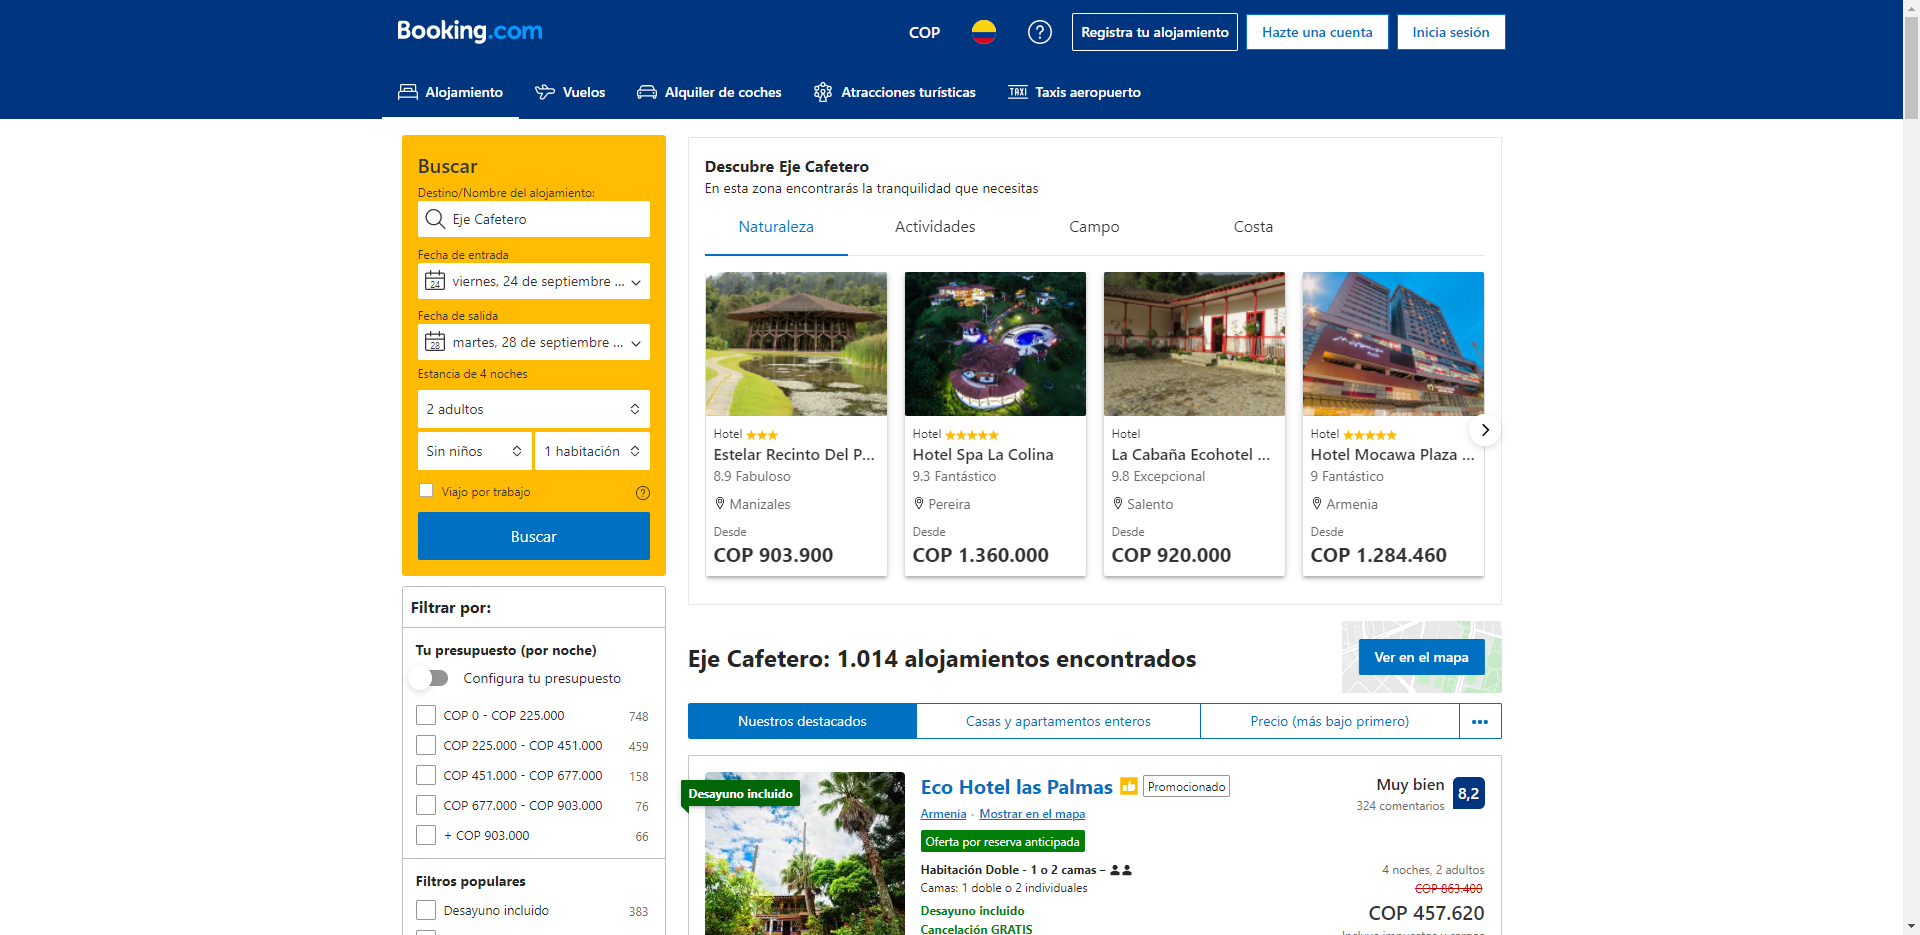 Booking.com
COP
Registra tu alojamiento
Hazte una cuenta
Inicia sesión
Alojamiento
Vuelos
Alquiler de coches
Atracciones turísticas
TAXI
Taxis aeropuerto
Buscar
Destino/Nombre del alojamiento:
Eje Cafetero
Fecha de entrada
24
viernes, 24 de septiembre ...
Fecha de salida
28
martes, 28 de septiembre ...
Estancia de 4 noches
2 adultos
Sin niños
1 habitación
Viajo por trabajo
Buscar
Filtrar por:
Tu presupuesto (por noche)
Configura tu presupuesto
COP 0 - COP 225.000 748
COP 225.000 - COP 451.000 459
COP 451.000 - COP 677.000 158
COP 677.000 - COP 903.000 76
+ COP 903.000 66
Filtros populares
Desayuno incluido 383
Descubre Eje Cafetero
En esta zona encontrarás la tranquilidad que necesitas
Naturaleza
Actividades
Campo
Costa
Hotel
Estelar Recinto Del P...
8.9 Fabuloso
Manizales
Desde
COP 903.900
Hotel
Hotel Spa La Colina
9.3 Fantástico
Pereira
Desde
COP 1.360.000
Hotel
La Cabaña Ecohotel ...
9.8 Excepcional
Salento
Desde
COP 920.000
Hotel
Hotel Mocawa Plaza ...
9 Fantástico
Armenia
Desde
COP 1.284.460
Eje Cafetero: 1.014 alojamientos encontrados
Ver en el mapa
Nuestros destacados
Casas y apartamentos enteros
Precio (más bajo primero)
Desayuno incluido
Eco Hotel las Palmas
Promocionado
Armenia · Mostrar en el mapa
Oferta por reserva anticipada
Habitación Doble - 1 o 2 camas –
Camas: 1 doble o 2 individuales
Desayuno incluido
Cancelación GRATIS
Muy bien
324 comentarios
8,2
4 noches, 2 adultos
COP 863.400
COP 457.620